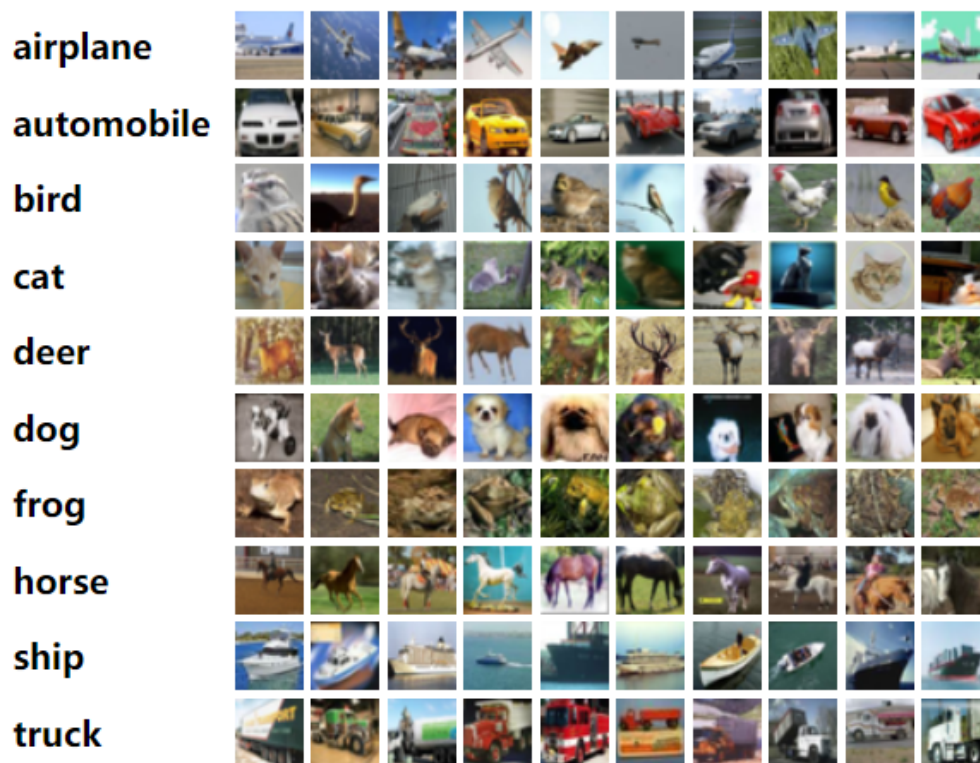 airplane
automobile
bird
cat
deer
dog
frog
horse
ship
truck